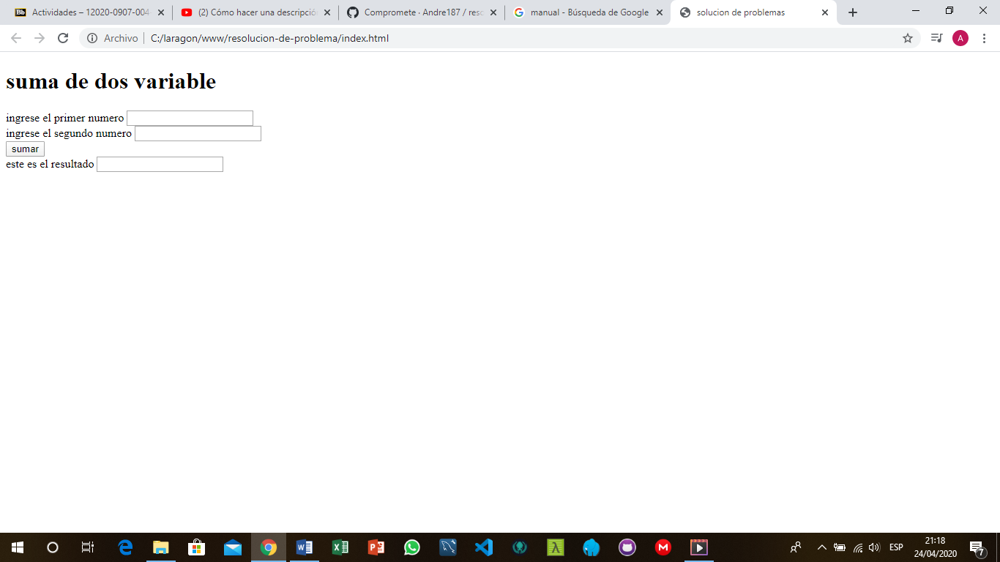 Actividades – 12020-0907-004
(2) Cómo hacer una descripció
Compromete · Andre187 / reso
manual - Búsqueda de Google
solucion de problemas
Archivo
C:/laragon/www/resolucion-de-problema/index.html
A
suma de dos variable
ingrese el primer numero
ingrese el segundo numero
sumar
este es el resultado
ESP
21:18
24/04/2020
7